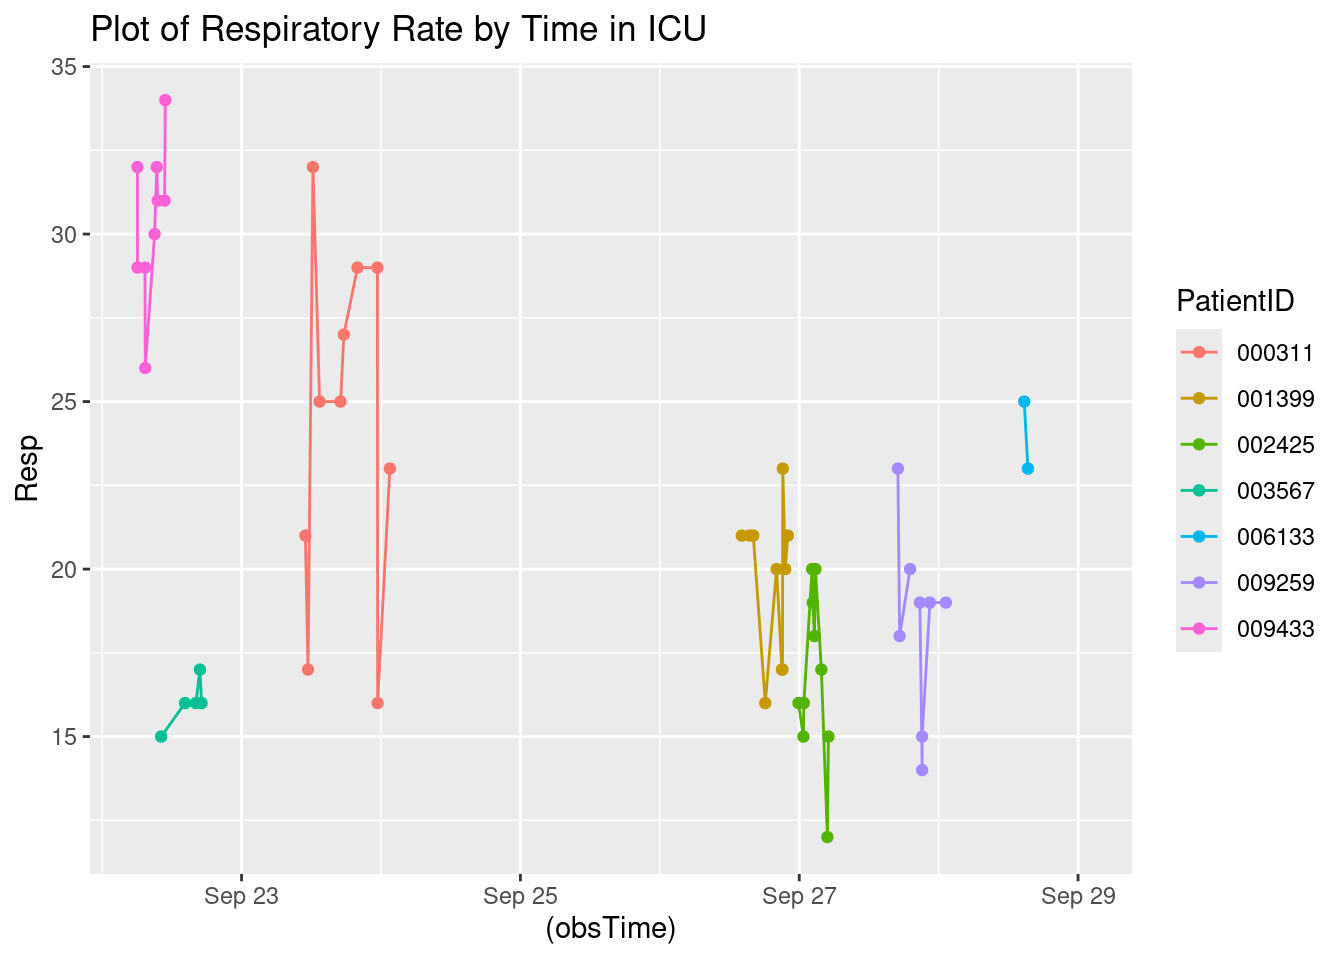 Plot of Respiratory Rate by Time in ICU
35
30
25
20
15
Resp
Sep 23
Sep 25
Sep 27
Sep 29
(obsTime)
PatientID
000311
001399
002425
003567
006133
009259
009433